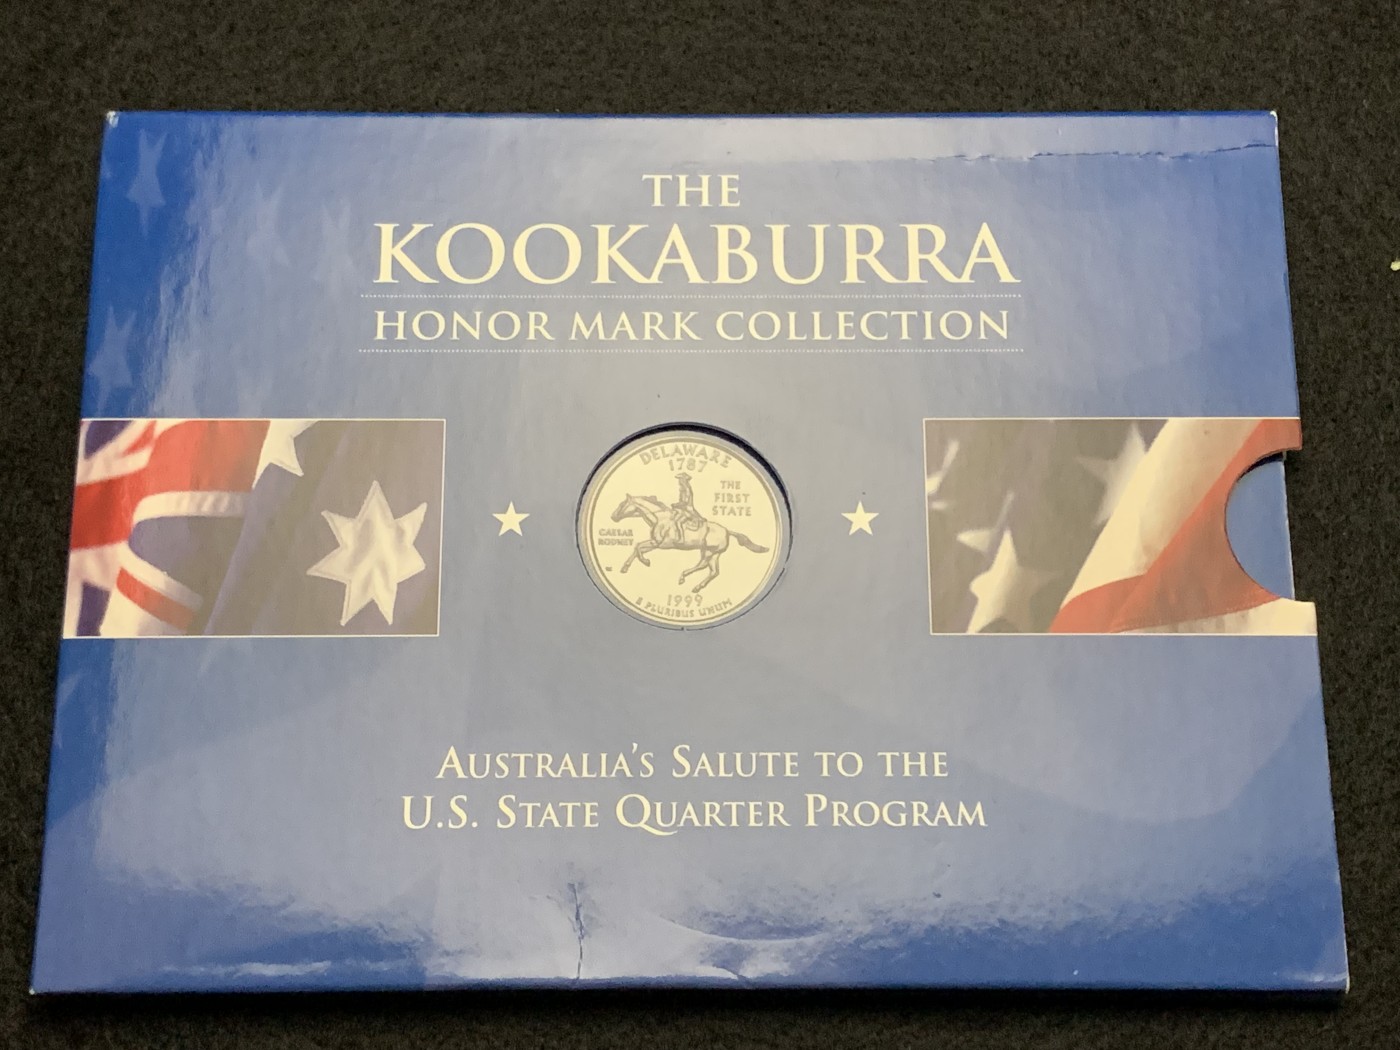 THE
KOOKABURRA
HONOR MARK COLLECTION
DELAWARE
1787
THE
FIRST
STATE
CAESAR
RODNEY
1999
E PLURIBUS UNUM
AUSTRALIA'S SALUTE TO THE
U.S. STATE QUARTER PROGRAM